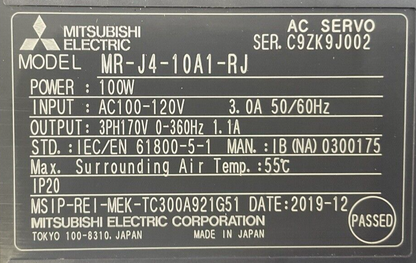 MITSUBISHI ELECTRIC
AC SERVO
SER. C9ZK9J002
MODEL MR-J4-10A1-RJ
POWER : 100W
INPUT : AC100-120V 3.0A 50/60Hz
OUTPUT: 3PH170V 0-360Hz 1.1A
STD.: IEC/EN 61800-5-1 MAN.: IB(NA)0300175
Max. Surrounding Air Temp.:55℃
IP20
MSIP-REI-MEK-TC300A921G51 DATE:2019-12
MITSUBISHI ELECTRIC CORPORATION
TOKYO 100-8310, JAPAN MADE IN JAPAN
PASSED